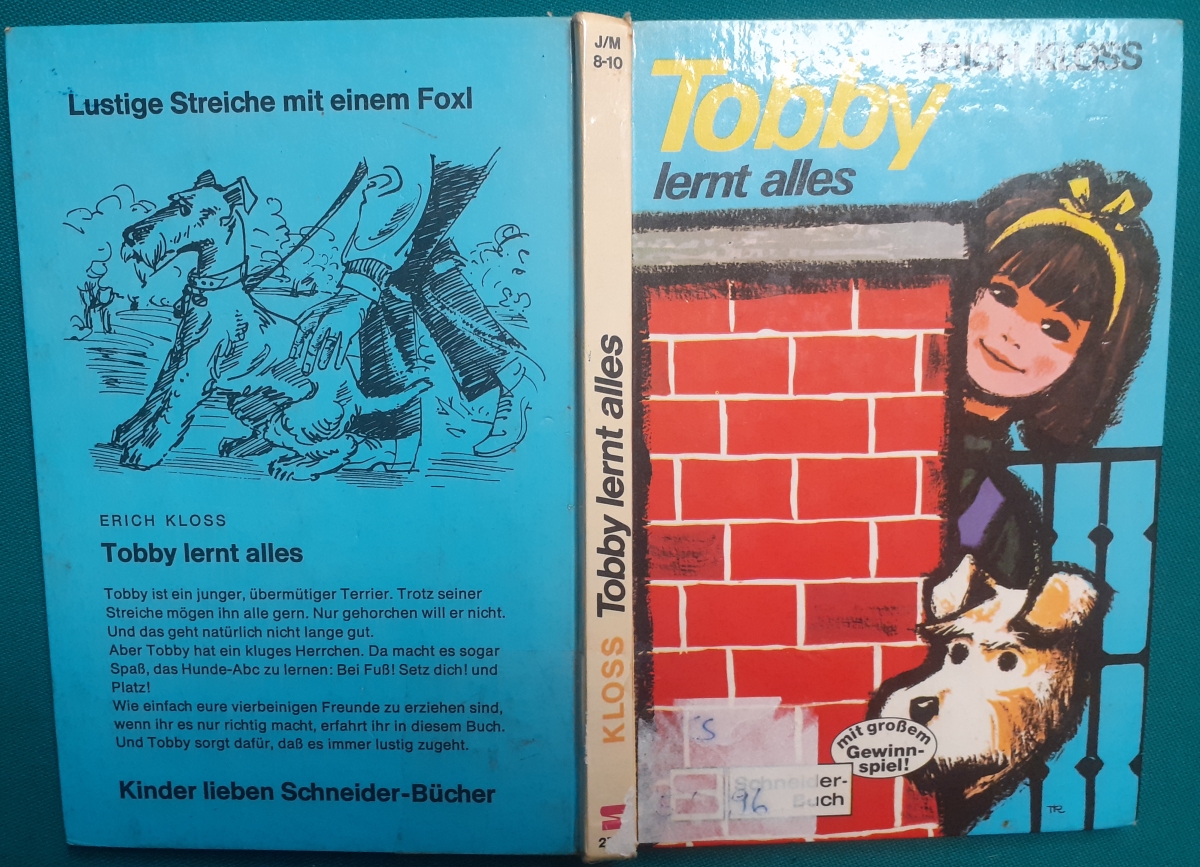 Lustige Streiche mit einem Foxl
ERICH KLOSS
Tobby lernt alles
Tobby ist ein junger, übermütiger Terrier. Trotz seiner
Streiche mögen ihn alle gern. Nur gehorchen will er nicht.
Und das geht natürlich nicht lange gut.
Aber Tobby hat ein kluges Herrchen. Da macht es sogar
Spaß, das Hunde-Abc zu lernen: Bei Fuß! Setz dich! und
Platz!
Wie einfach eure vierbeinigen Freunde zu erziehen sind,
wenn ihr es nur richtig macht, erfahrt ihr in diesem Buch.
Und Tobby sorgt dafür, daß es immer lustig zugeht.
Kinder lieben Schneider-Bücher
J/M
8-10
KLOSS Tobby lernt alles
ERICH KLOSS
Tobby
lernt alles
mit großem
Gewinn-
spiel!
S
Schneider-
Buch
96